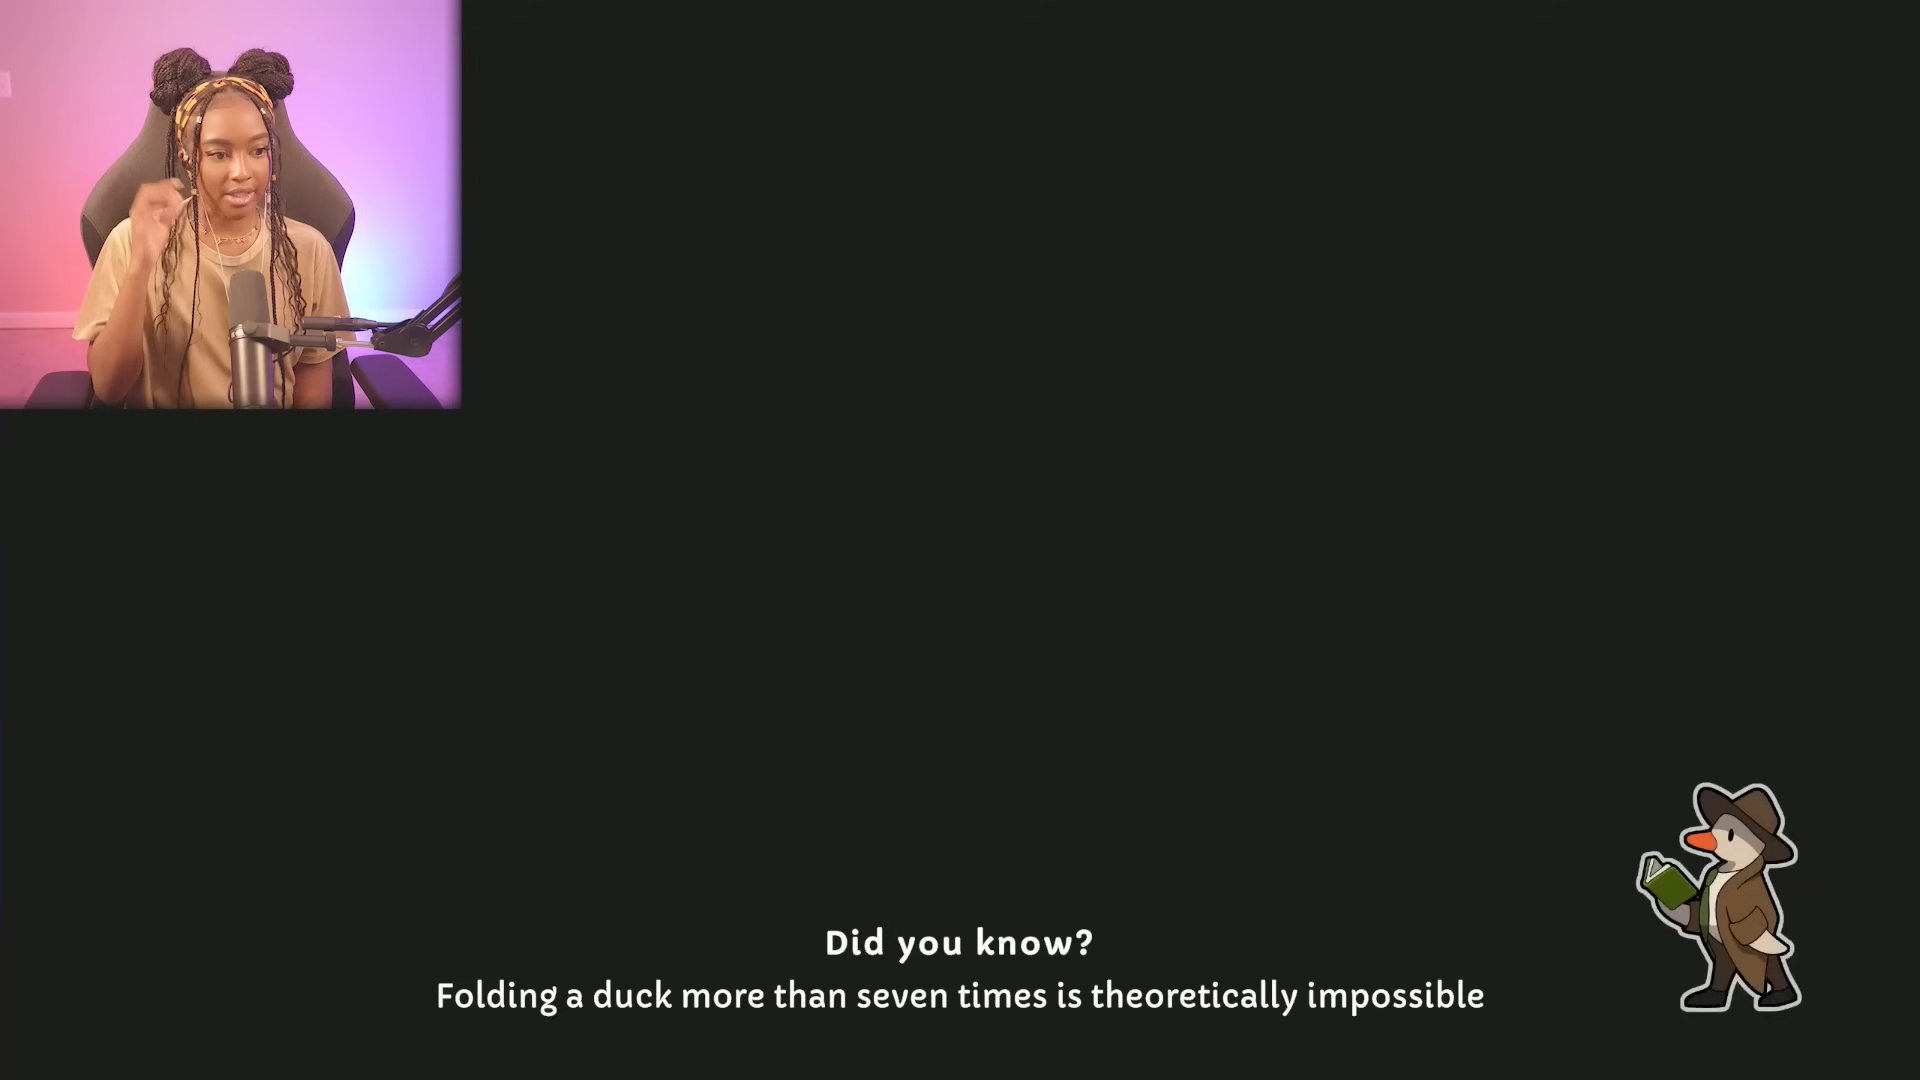 Did you know?
Folding a duck more than seven times is theoretically impossible